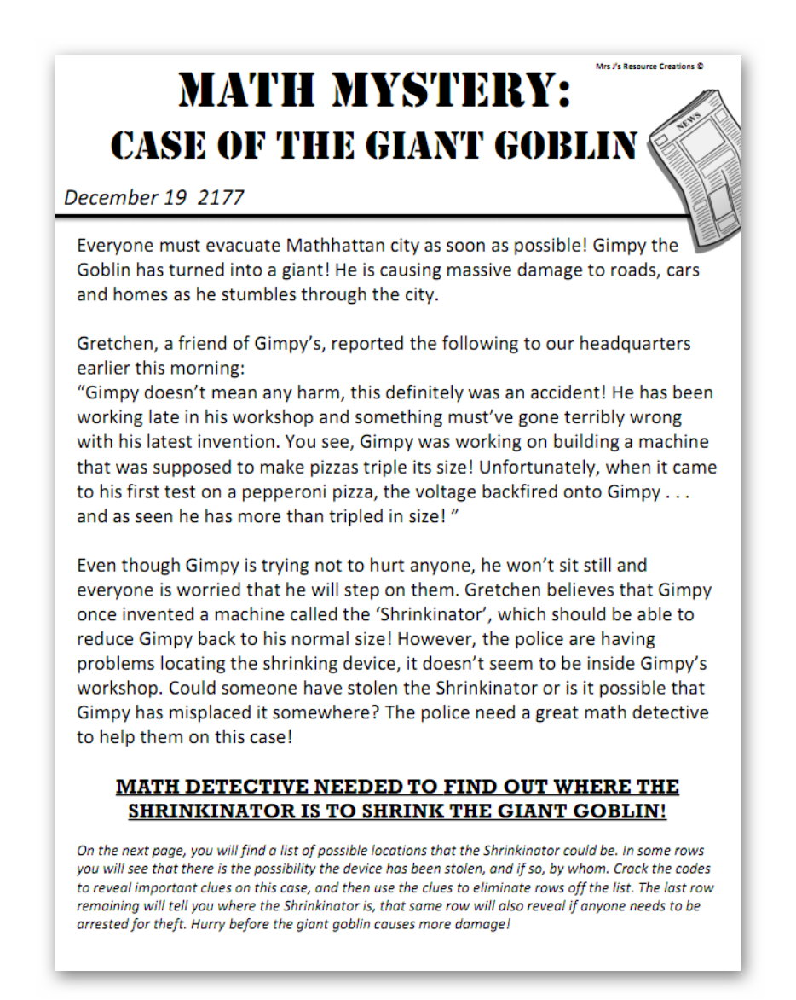 Mrs J's Resource Creations ©
MATH MYSTERY:
CASE OF THE GIANT GOBLIN
NEWS
December 19 2177
Everyone must evacuate Mathhattan city as soon as possible! Gimpy the
Goblin has turned into a giant! He is causing massive damage to roads, cars
and homes as he stumbles through the city.
Gretchen, a friend of Gimpy’s, reported the following to our headquarters
earlier this morning:
“Gimpy doesn’t mean any harm, this definitely was an accident! He has been
working late in his workshop and something must’ve gone terribly wrong
with his latest invention. You see, Gimpy was working on building a machine
that was supposed to make pizzas triple its size! Unfortunately, when it came
to his first test on a pepperoni pizza, the voltage backfired onto Gimpy . . .
and as seen he has more than tripled in size! ”
Even though Gimpy is trying not to hurt anyone, he won’t sit still and
everyone is worried that he will step on them. Gretchen believes that Gimpy
once invented a machine called the ‘Shrinkinator’, which should be able to
reduce Gimpy back to his normal size! However, the police are having
problems locating the shrinking device, it doesn’t seem to be inside Gimpy’s
workshop. Could someone have stolen the Shrinkinator or is it possible that
Gimpy has misplaced it somewhere? The police need a great math detective
to help them on this case!
MATH DETECTIVE NEEDED TO FIND OUT WHERE THE
SHRINKINATOR IS TO SHRINK THE GIANT GOBLIN!
On the next page, you will find a list of possible locations that the Shrinkinator could be. In some rows
you will see that there is the possibility the device has been stolen, and if so, by whom. Crack the codes
to reveal important clues on this case, and then use the clues to eliminate rows off the list. The last row
remaining will tell you where the Shrinkinator is, that same row will also reveal if anyone needs to be
arrested for theft. Hurry before the giant goblin causes more damage!